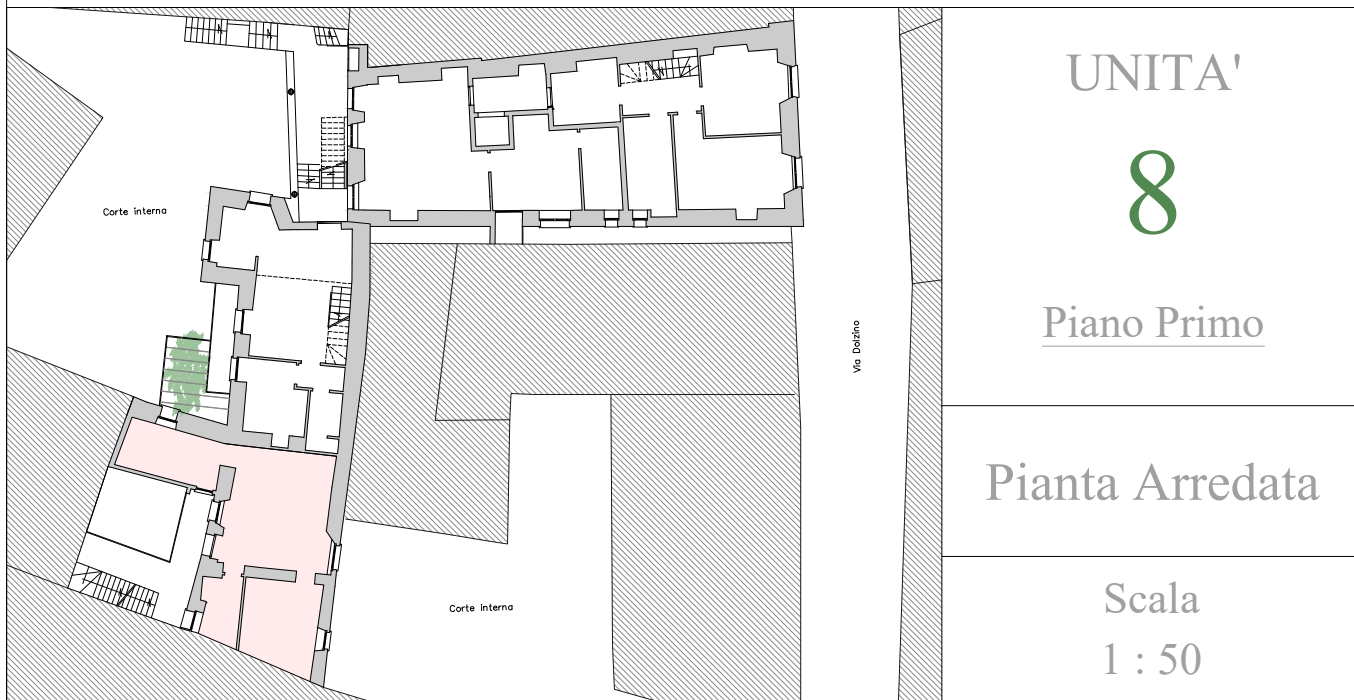 UNITA'
8
Piano Primo
Pianta Arredata
Scala
1 : 50
Corte interna
Via Dolzino
Corte interna